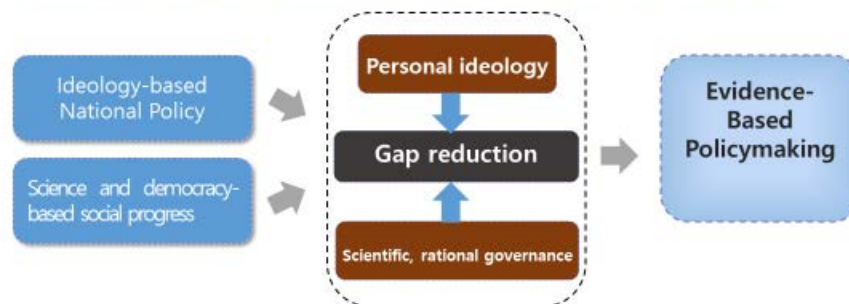 Ideology-based
National Policy
Science and democracy-
based social progress
Personal ideology
Gap reduction
Scientific, rational governance
Evidence-
Based
Policymaking